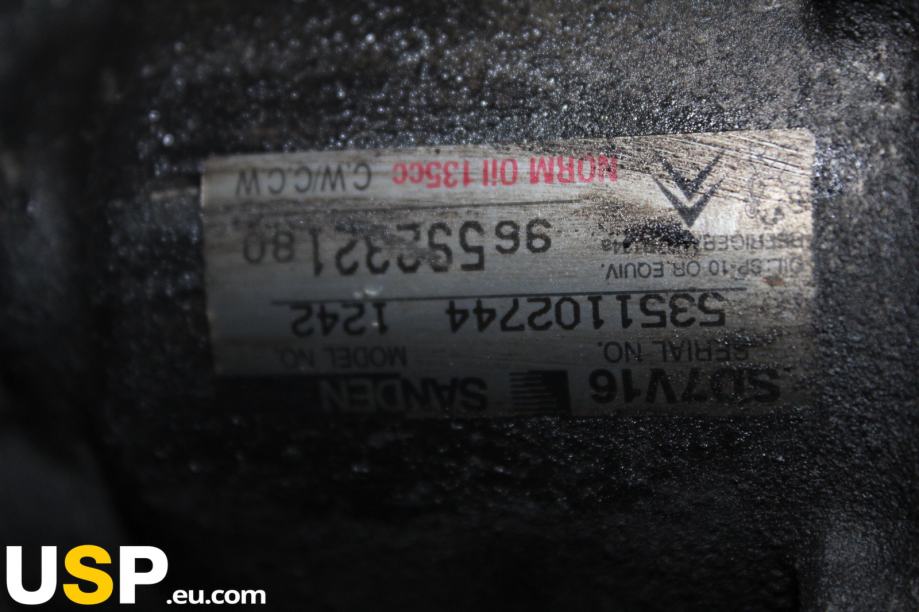 SD7V16 SANDEN
SERIAL NO. MODEL NO.
5351102744 1242
OIL: SP-10 OR EQUIV.
9659232180
NORM Oil 135cc C.W/C.C.W
USP.eu.com